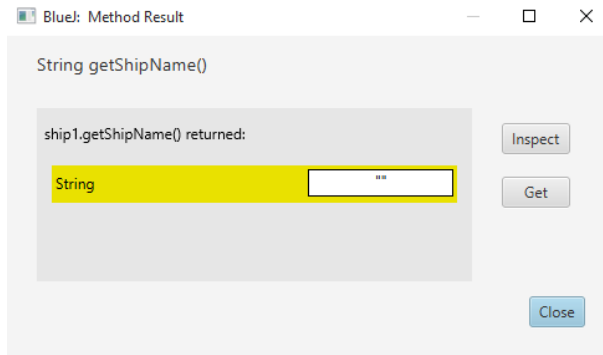 BlueJ: Method Result
String getShipName()
ship1.getShipName() returned:
Inspect
String ""
Get
Close